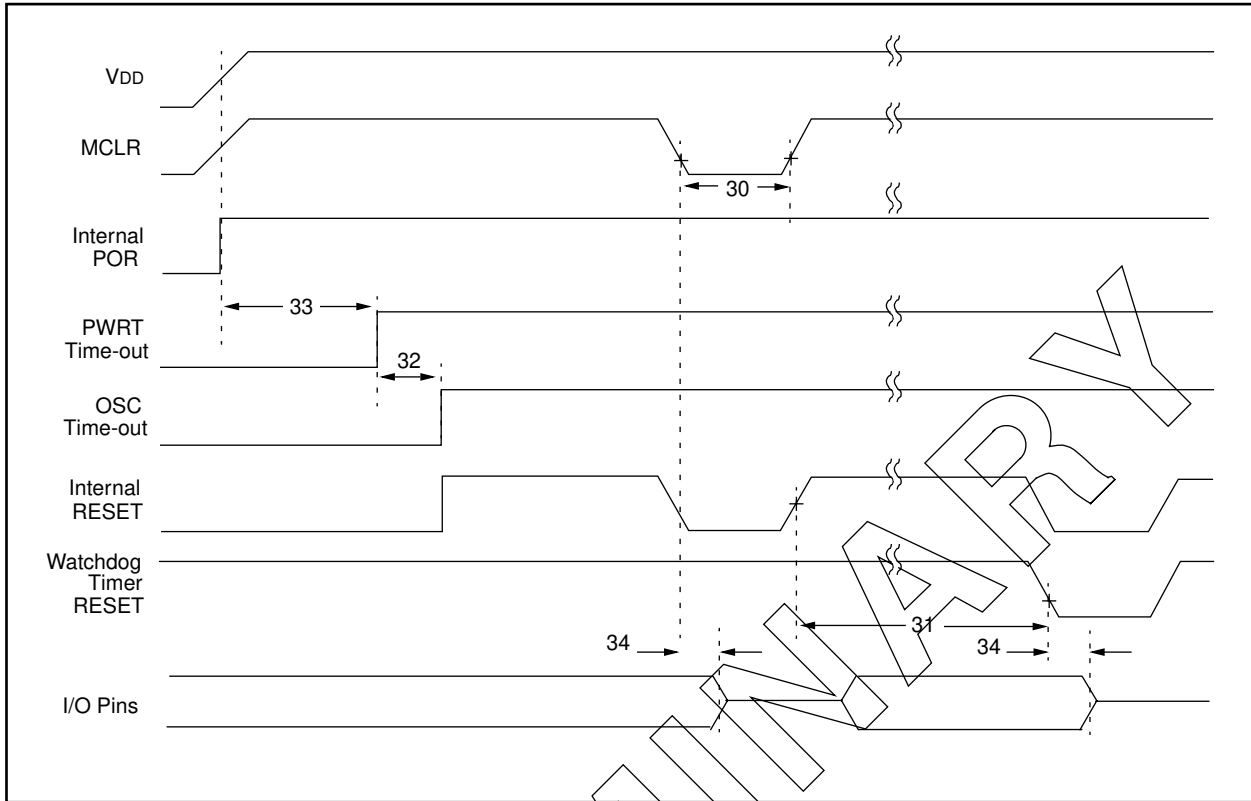 VDD
MCLR
30
Internal
POR
33
PWRT
Time-out
32
OSC
Time-out
Internal
RESET
Watchdog
Timer
RESET
31
34
34
I/O Pins
INARY